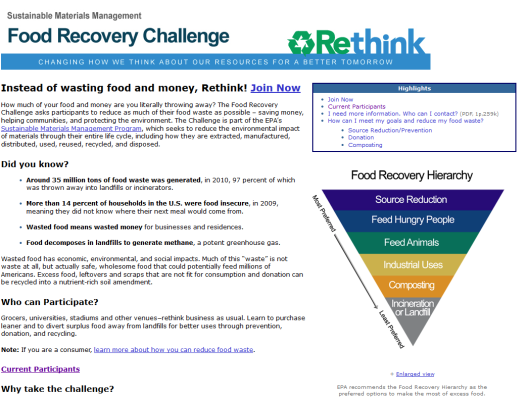 Sustainable Materials Management
Food Recovery Challenge
Rethink
CHANGING HOW WE THINK ABOUT OUR RESOURCES FOR A BETTER TOMORROW
Instead of wasting food and money, Rethink! Join Now
How much of your food and money are you literally throwing away? The Food Recovery
Challenge asks participants to reduce as much of their food waste as possible – saving money,
helping communities, and protecting the environment. The Challenge is part of the EPA's
Sustainable Materials Management Program, which seeks to reduce the environmental impact
of materials through their entire life cycle, including how they are extracted, manufactured,
distributed, used, reused, recycled, and disposed.
Did you know?
• Around 35 million tons of food waste was generated, in 2010, 97 percent of which
was thrown away into landfills or incinerators.
• More than 14 percent of households in the U.S. were food insecure, in 2009,
meaning they did not know where their next meal would come from.
• Wasted food means wasted money for businesses and residences.
• Food decomposes in landfills to generate methane, a potent greenhouse gas.
Wasted food has economic, environmental, and social impacts. Much of this "waste" is not
waste at all, but actually safe, wholesome food that could potentially feed millions of
Americans. Excess food, leftovers and scraps that are not fit for consumption and donation can
be recycled into a nutrient-rich soil amendment.
Who can Participate?
Grocers, universities, stadiums and other venues–rethink business as usual. Learn to purchase
leaner and to divert surplus food away from landfills for better uses through prevention,
donation, and recycling.
Note: If you are a consumer, learn more about how you can reduce food waste.
Current Participants
Why take the challenge?
Highlights
• Join Now
• Current Participants
• I need more information. Who can I contact?
• How can I meet my goals and reduce my food waste?
• Source Reduction/Prevention
• Donation
• Composting
Food Recovery Hierarchy
Most Preferred
Source Reduction
Feed Hungry People
Feed Animals
Industrial Uses
Composting
Incineration
or Landfill
Least Preferred
+ Enlarged view
EPA recommends the Food Recovery Hierarchy as the
preferred options to make the most of excess food.